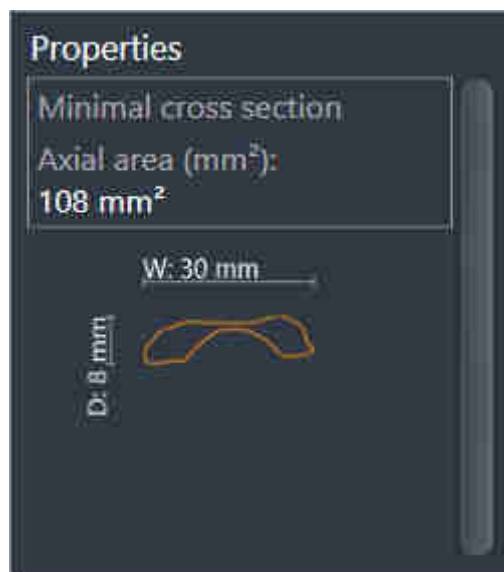 Properties
Minimal cross section
Axial area (mm²):
108 mm²
W: 30 mm
D: 8 mm